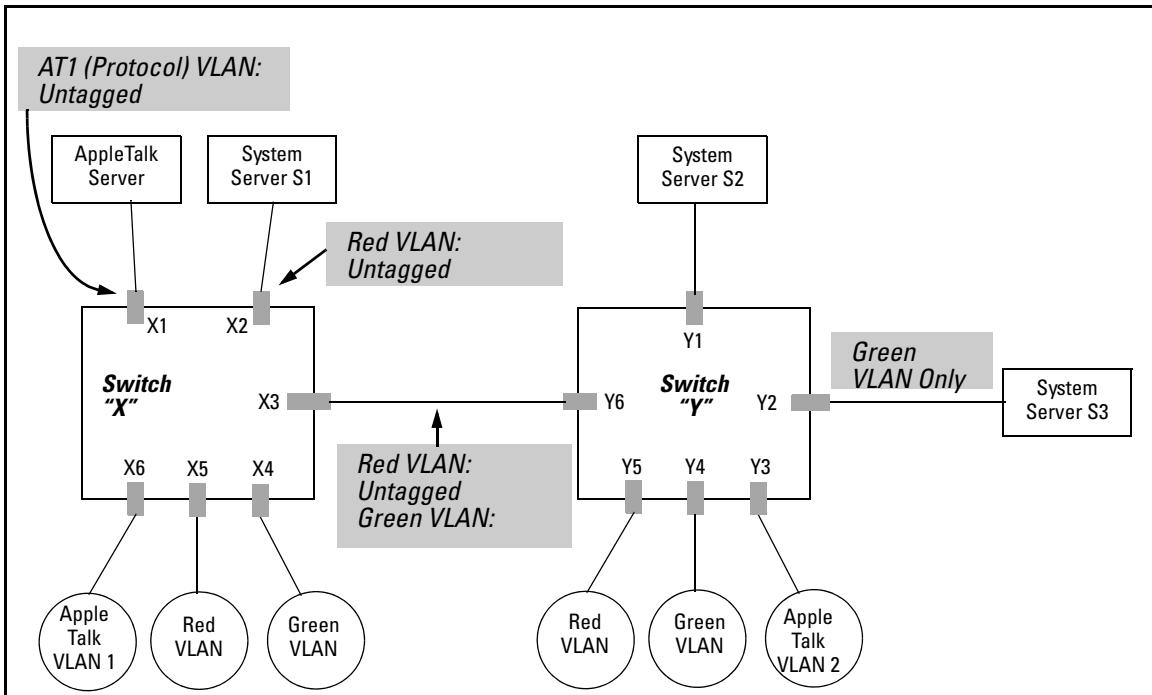 AT1 (Protocol) VLAN:
Untagged
AppleTalk
Server
System
Server S1
System
Server S2
Red VLAN:
Untagged
X1
X2
Y1
Switch
"X"
X3
Y6
Switch
"Y"
Y2
Green
VLAN Only
System
Server S3
X6
X5
X4
Red VLAN:
Untagged
Green VLAN:
Y5
Y4
Y3
Apple
Talk
VLAN 1
Red
VLAN
Green
VLAN
Red
VLAN
Green
VLAN
Apple
Talk
VLAN 2